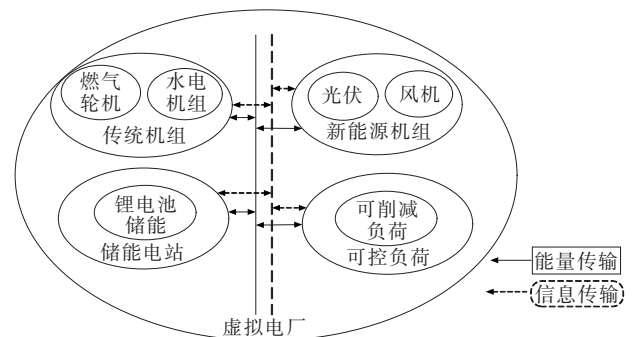 燃气
轮机
水电
机组
传统机组
光伏
风机
新能源机组
锂电池
储能
储能电站
可削减
负荷
可控负荷
能量传输
信息传输
虚拟电厂